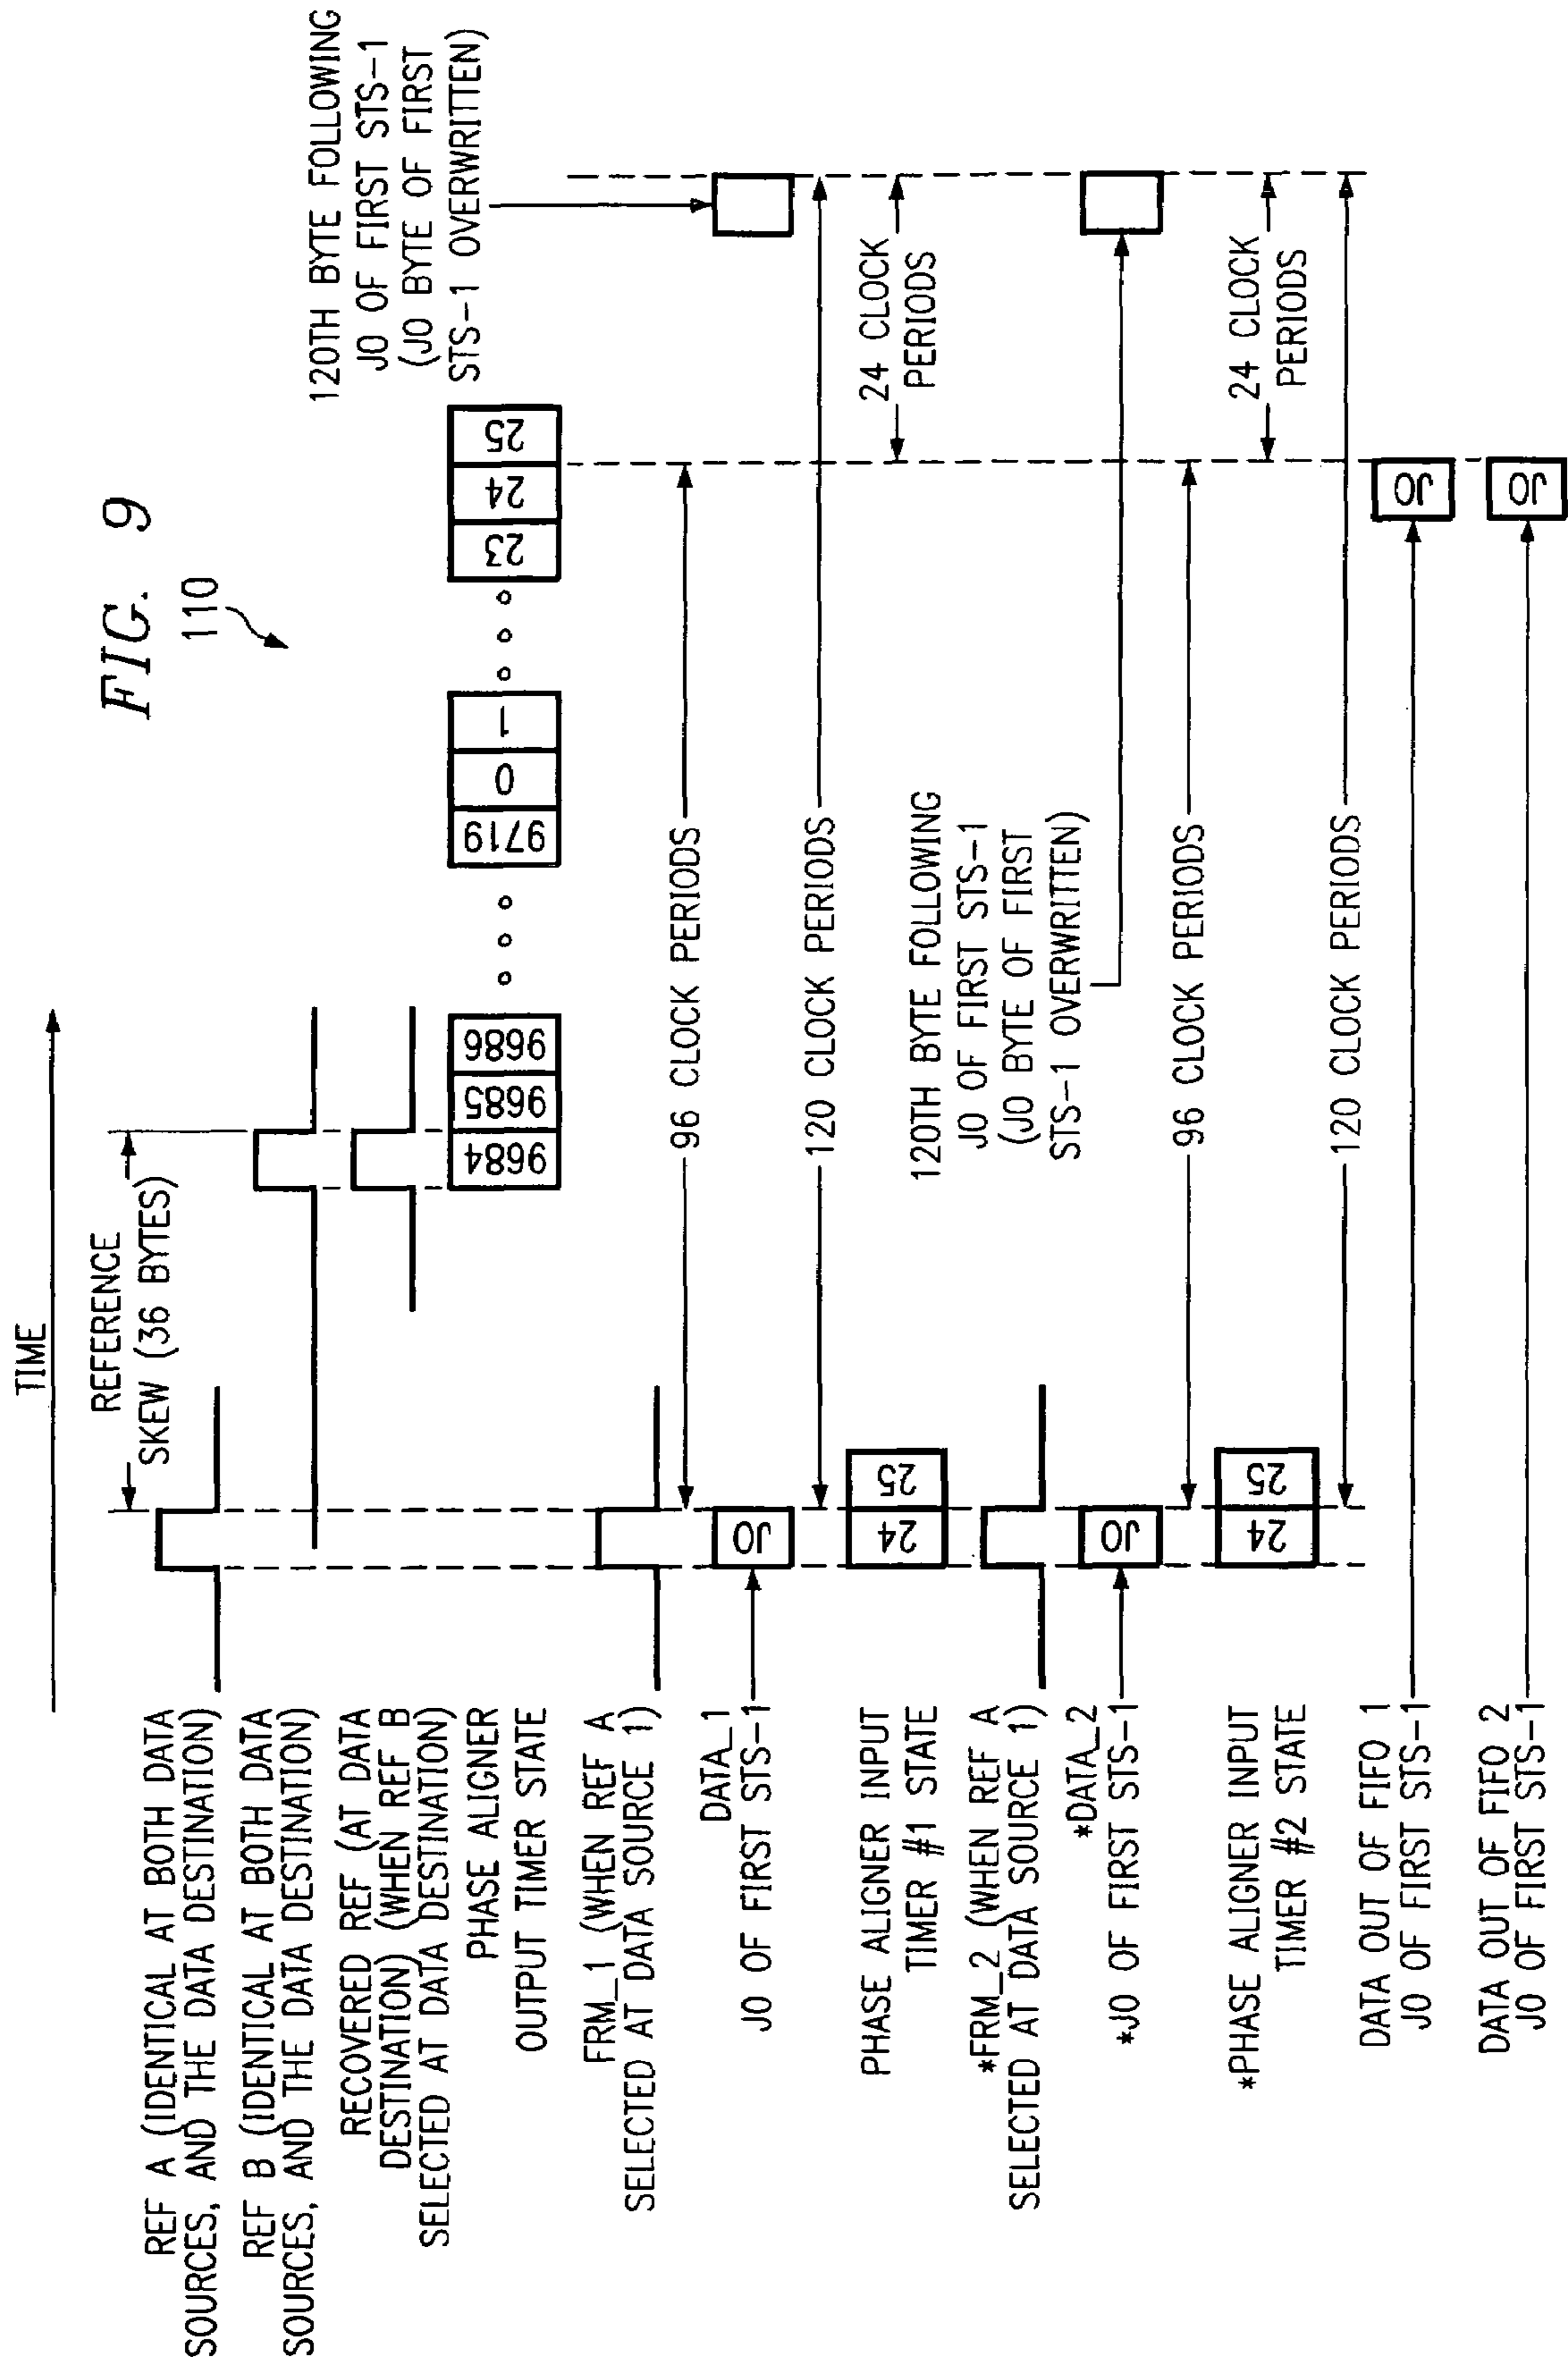 FIG. 9
110
TIME
REFERENCE
SKEW (36 BYTES)
REF A (IDENTICAL AT BOTH DATA
SOURCES, AND THE DATA DESTINATION)
REF B (IDENTICAL AT BOTH DATA
SOURCES, AND THE DATA DESTINATION)
RECOVERED REF (AT DATA
DESTINATION) (WHEN REF B
SELECTED AT DATA DESTINATION)
PHASE ALIGNER
OUTPUT TIMER STATE
9684 9685 9686 9719 0 1 23 24 25
120TH BYTE FOLLOWING
J0 OF FIRST STS-1
(J0 BYTE OF FIRST
STS-1 OVERWRITTEN)
FRM_1 (WHEN REF A
SELECTED AT DATA SOURCE 1)
96 CLOCK PERIODS
DATA_1
J0 OF FIRST STS-1
J0
120 CLOCK PERIODS
PHASE ALIGNER INPUT
TIMER #1 STATE
24 25
24 CLOCK
PERIODS
*FRM_2 (WHEN REF A
SELECTED AT DATA SOURCE 1)
120TH BYTE FOLLOWING
J0 OF FIRST STS-1
(J0 BYTE OF FIRST
STS-1 OVERWRITTEN)
*DATA_2
*J0 OF FIRST STS-1
J0
96 CLOCK PERIODS
*PHASE ALIGNER INPUT
TIMER #2 STATE
24 25
24 CLOCK
PERIODS
120 CLOCK PERIODS
DATA OUT OF FIFO 1
J0 OF FIRST STS-1
J0
DATA OUT OF FIFO 2
J0 OF FIRST STS-1
J0